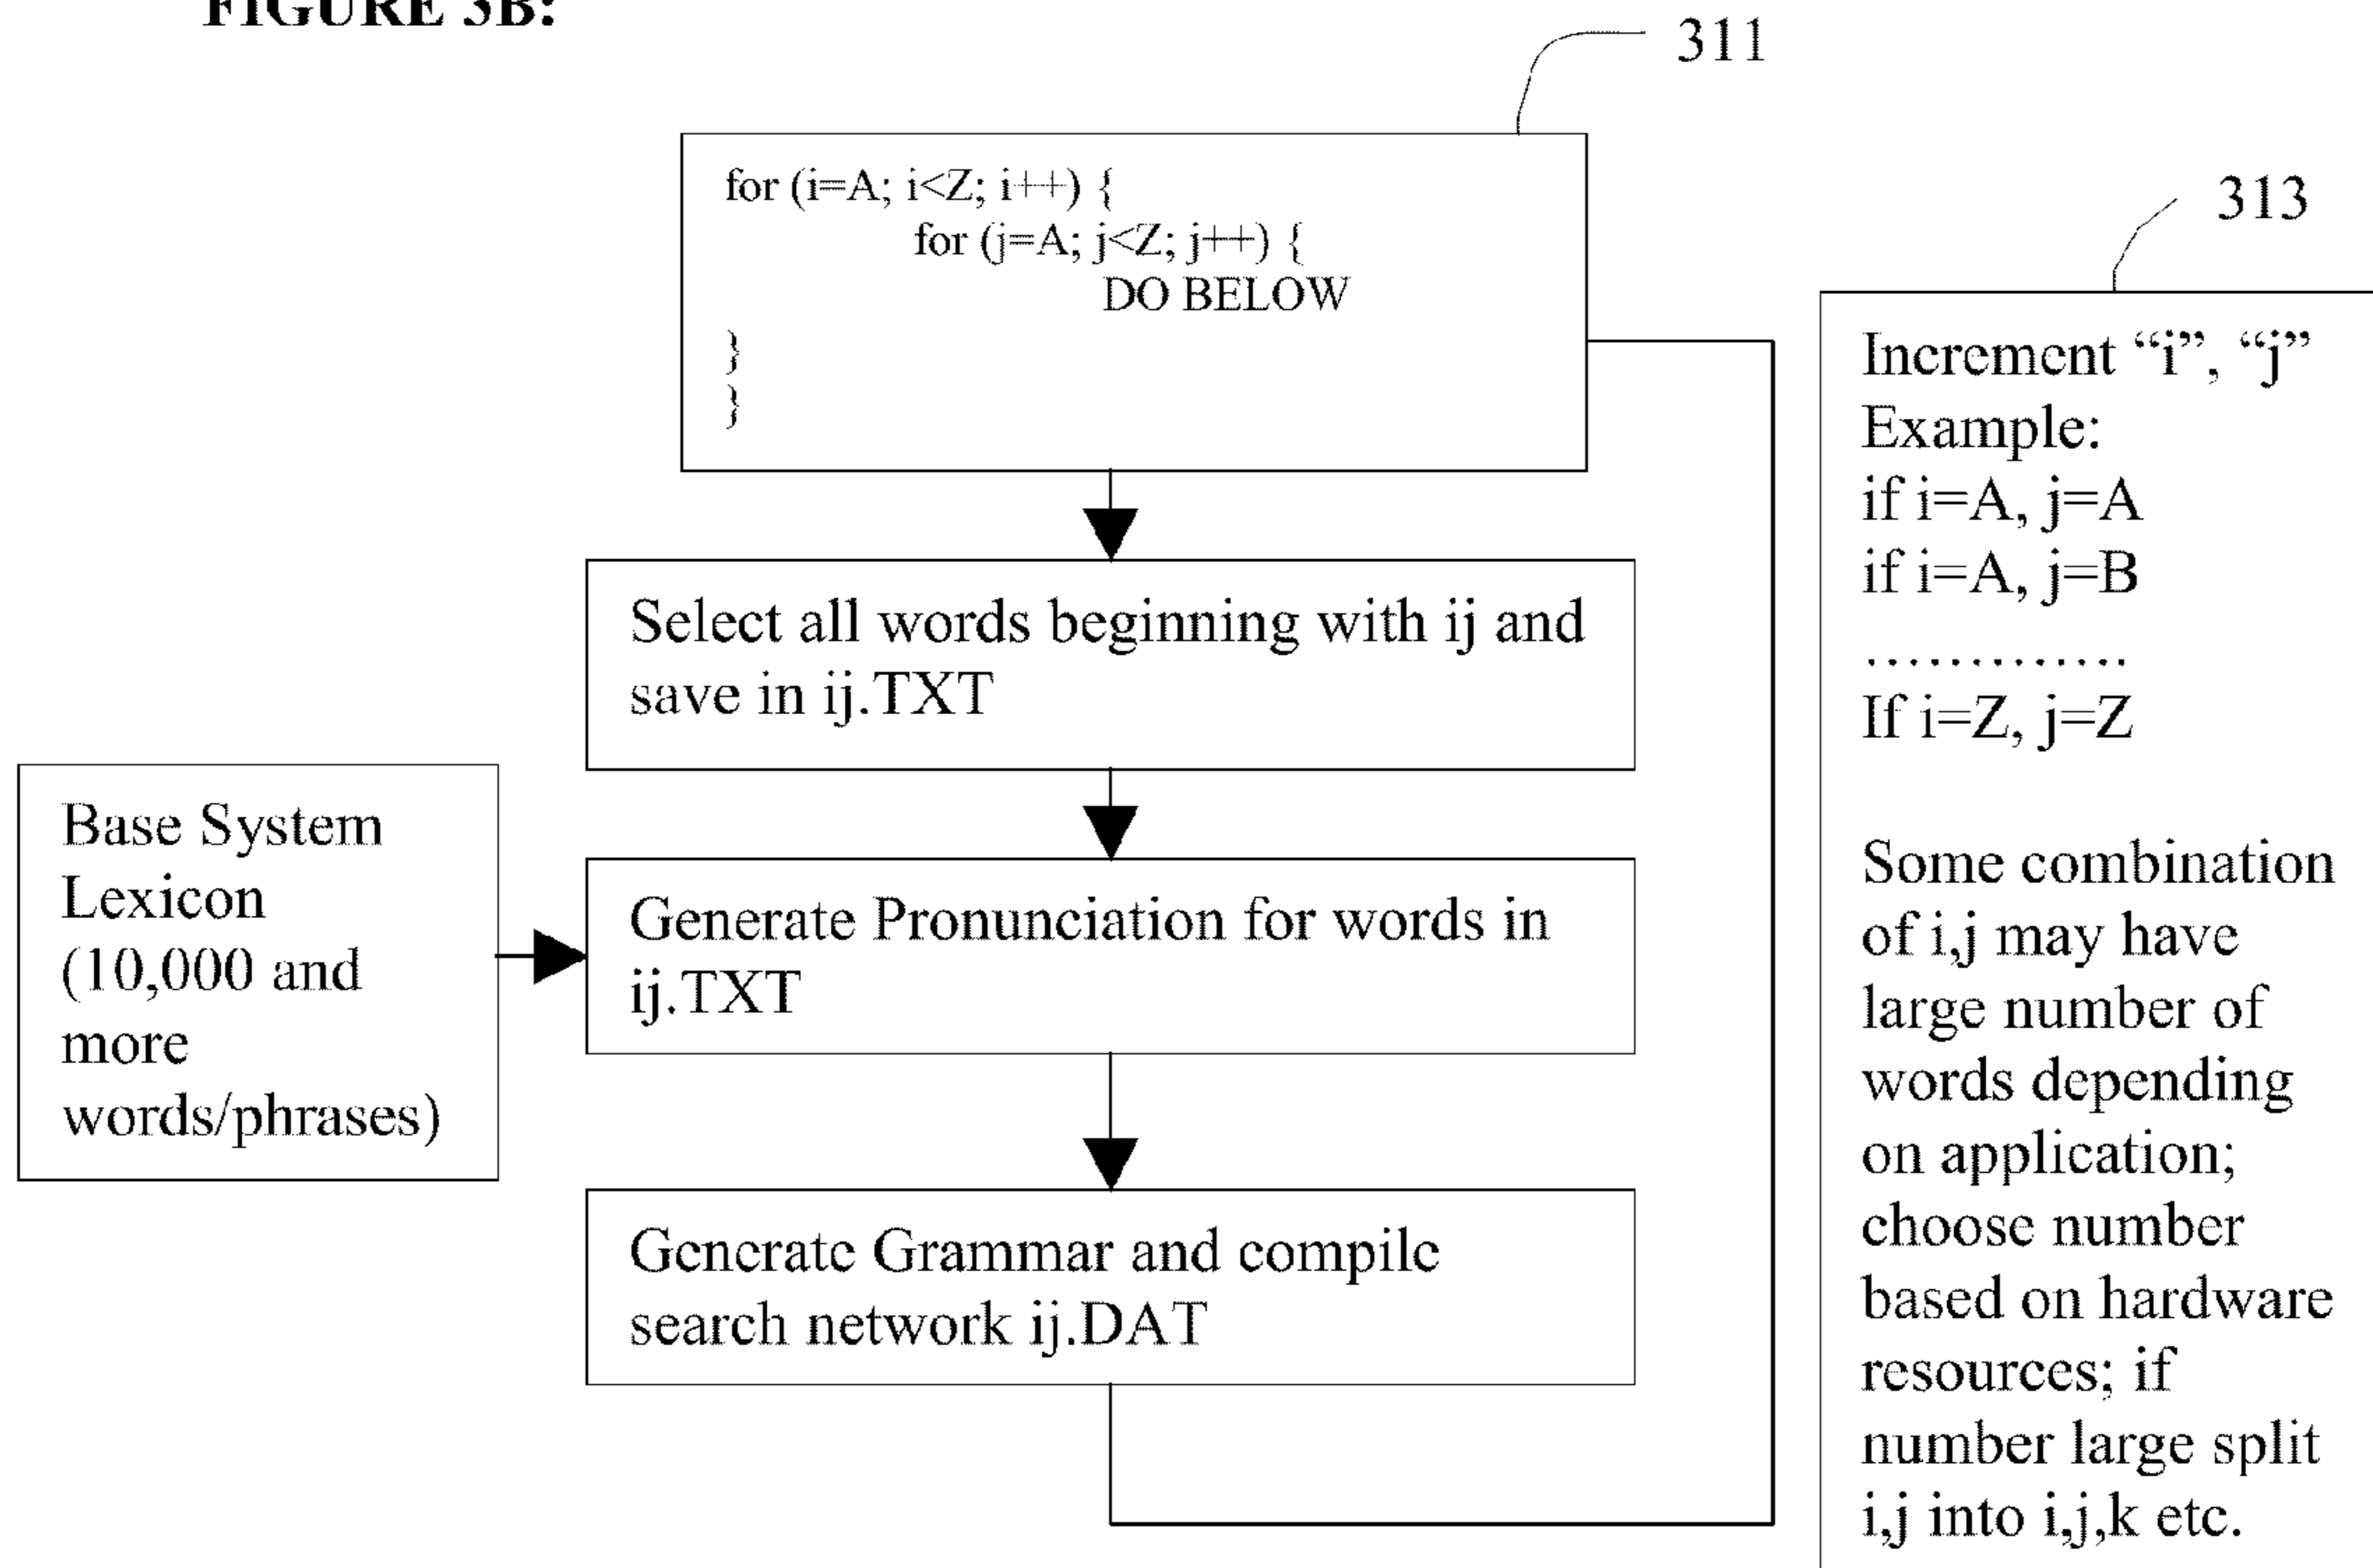 FIGURE 3B:
311
for (i=A; i<Z; i++) {
for (j=A; j<Z; j++) {
DO BELOW
}
}
313
Increment “i”, “j”
Example:
if i=A, j=A
if i=A, j=B
.............
If i=Z, j=Z
Some combination
of i,j may have
large number of
words depending
on application;
choose number
based on hardware
resources; if
number large split
i,j into i,j,k etc.
Select all words beginning with ij and
save in ij.TXT
Base System
Lexicon
(10,000 and
more
words/phrases)
Generate Pronunciation for words in
ij.TXT
Generate Grammar and compile
search network ij.DAT